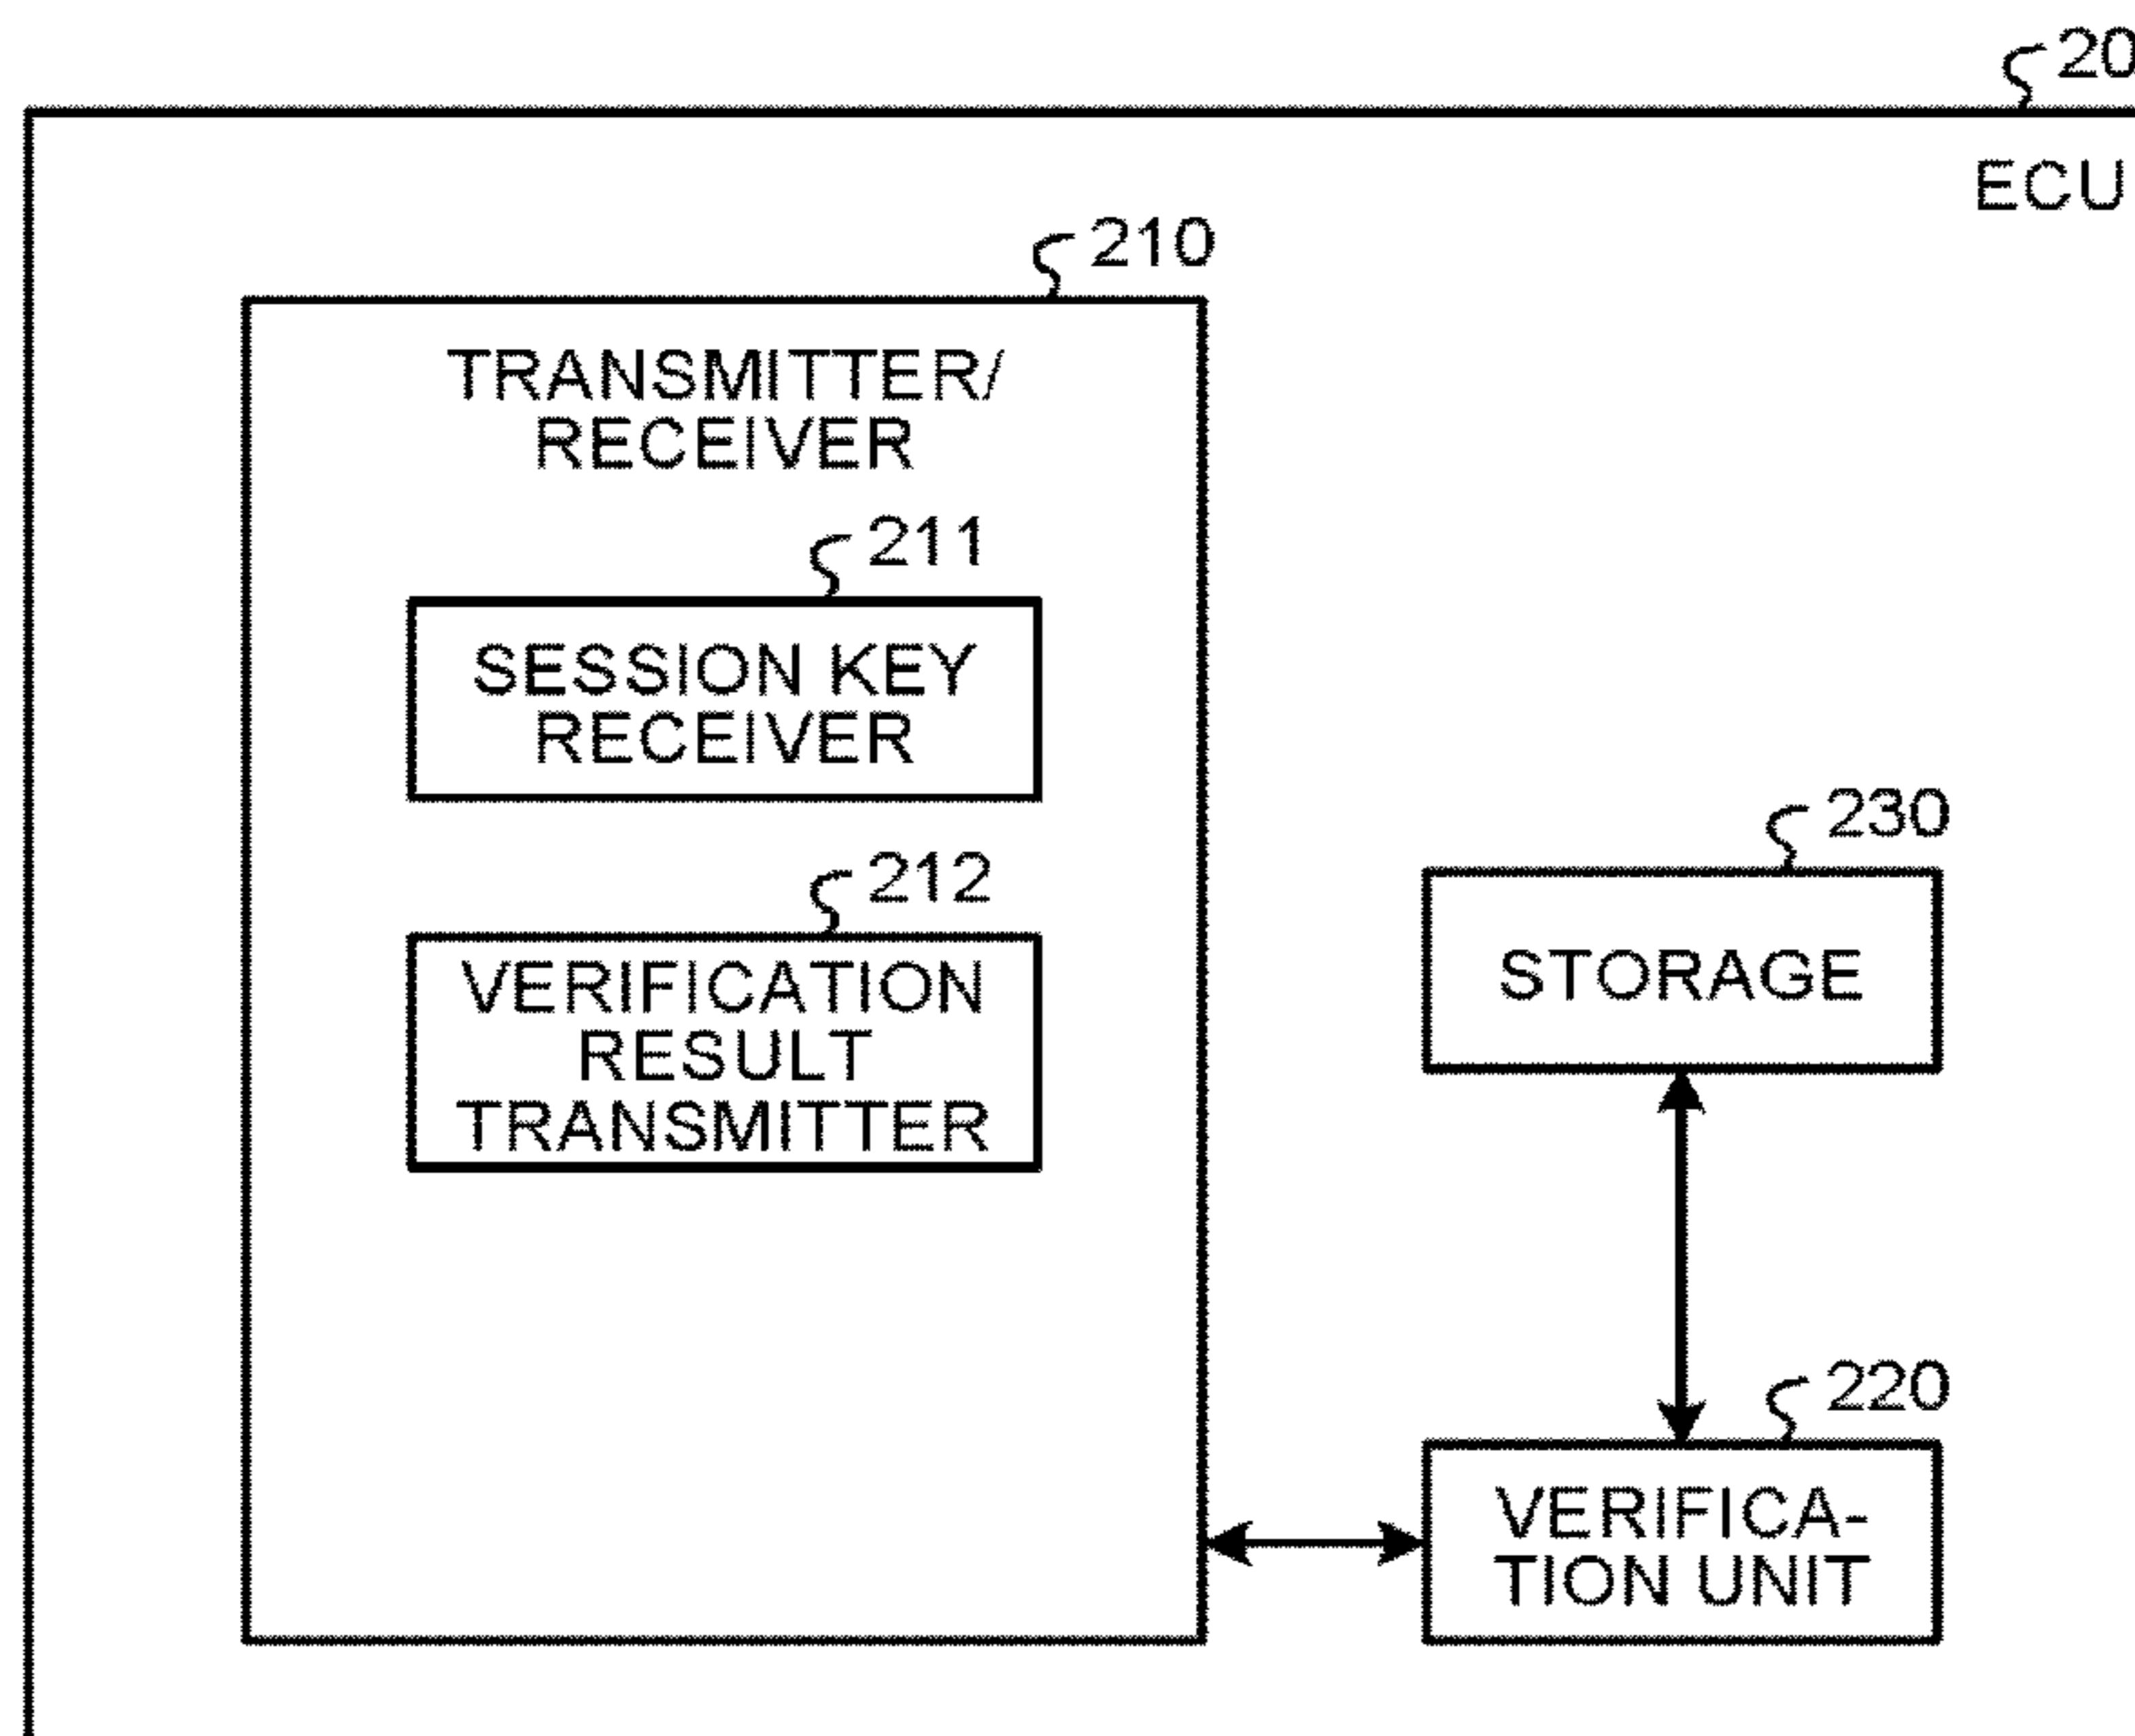 20
ECU
210
TRANSMITTER/
RECEIVER
211
SESSION KEY
RECEIVER
212
VERIFICATION
RESULT
TRANSMITTER
230
STORAGE
220
VERIFICA-
TION UNIT